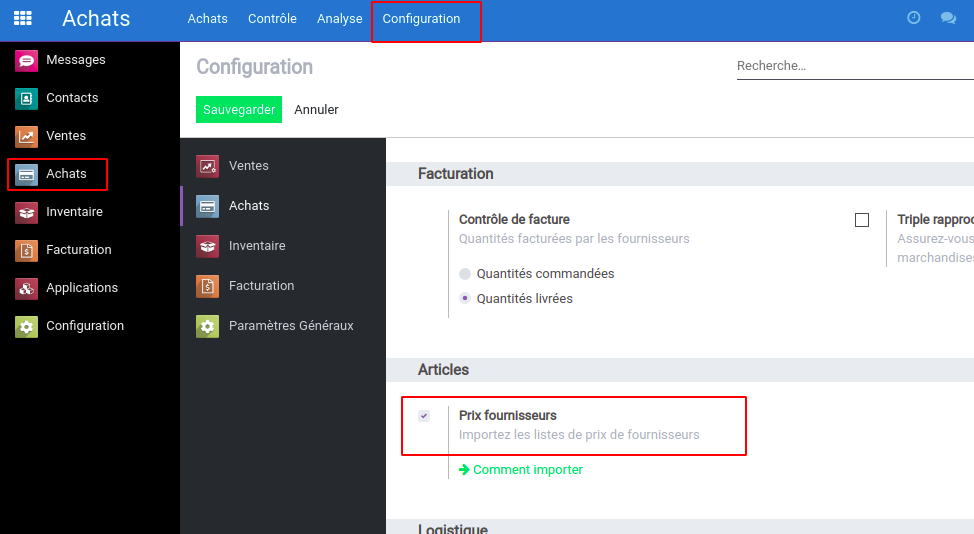 Achats
Achats Contrôle Analyse Configuration
Messages
Contacts
Ventes
Achats
Inventaire
Facturation
Applications
Configuration
Configuration
Recherche...
Sauvegarder Annuler
Ventes
Achats
Inventaire
Facturation
Paramètres Généraux
Facturation
Contrôle de facture
Quantités facturées par les fournisseurs
Quantités commandées
Quantités livrées
Triple rapproc
Assurez-vous
marchandises
Articles
Prix fournisseurs
Importez les listes de prix de fournisseurs
Comment importer
Logistique